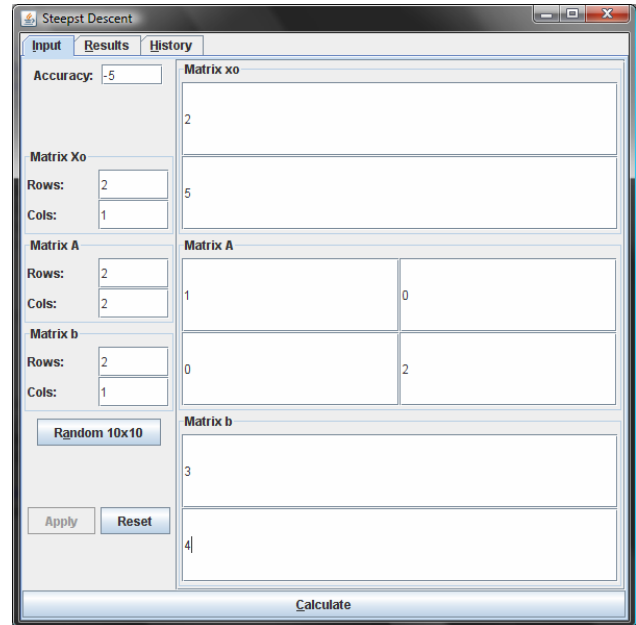 Steepst Descent
Input Results History
Accuracy: -5
Matrix Xo
Rows: 2
Cols: 1
Matrix A
Rows: 2
Cols: 2
Matrix b
Rows: 2
Cols: 1
Random 10x10
Apply Reset
Matrix xo
2
5
Matrix A
1 0
0 2
Matrix b
3
4
Calculate